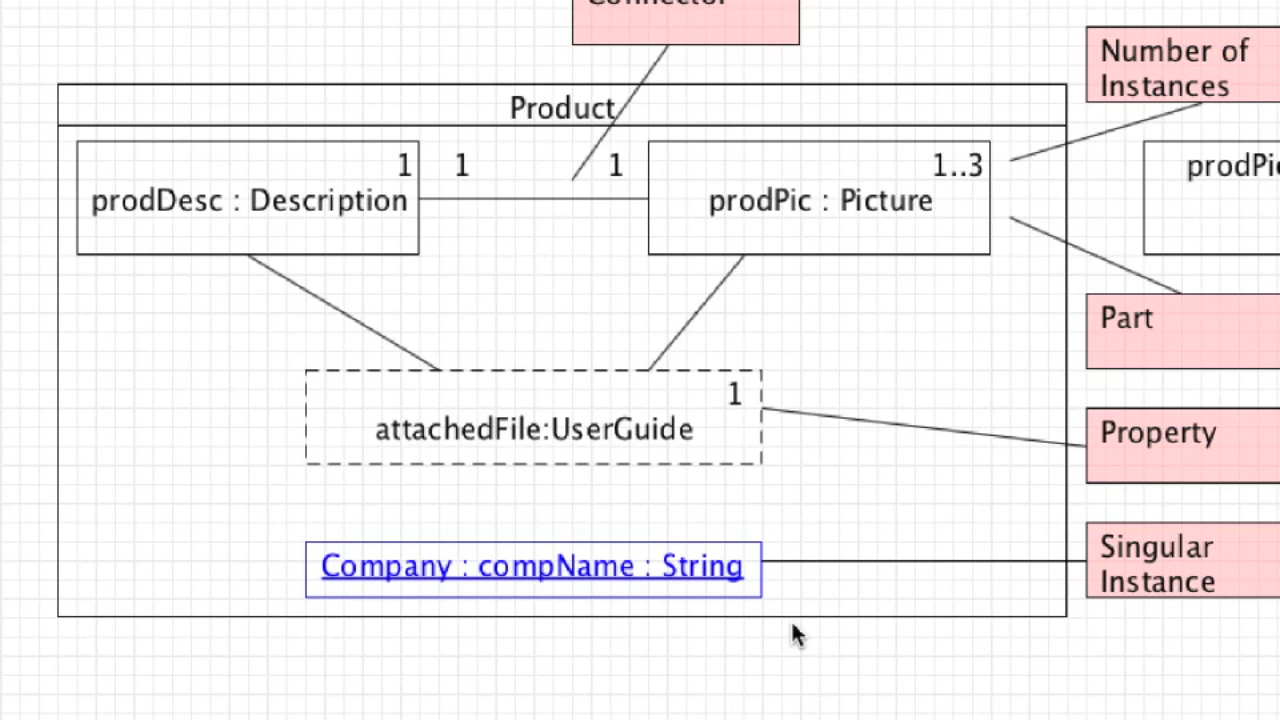 Connector
Number of
Instances
Product
1
1
1
1..3
prodDesc : Description
prodPic : Picture
Part
1
attachedFile:UserGuide
Property
Company : compName : String
Singular
Instance